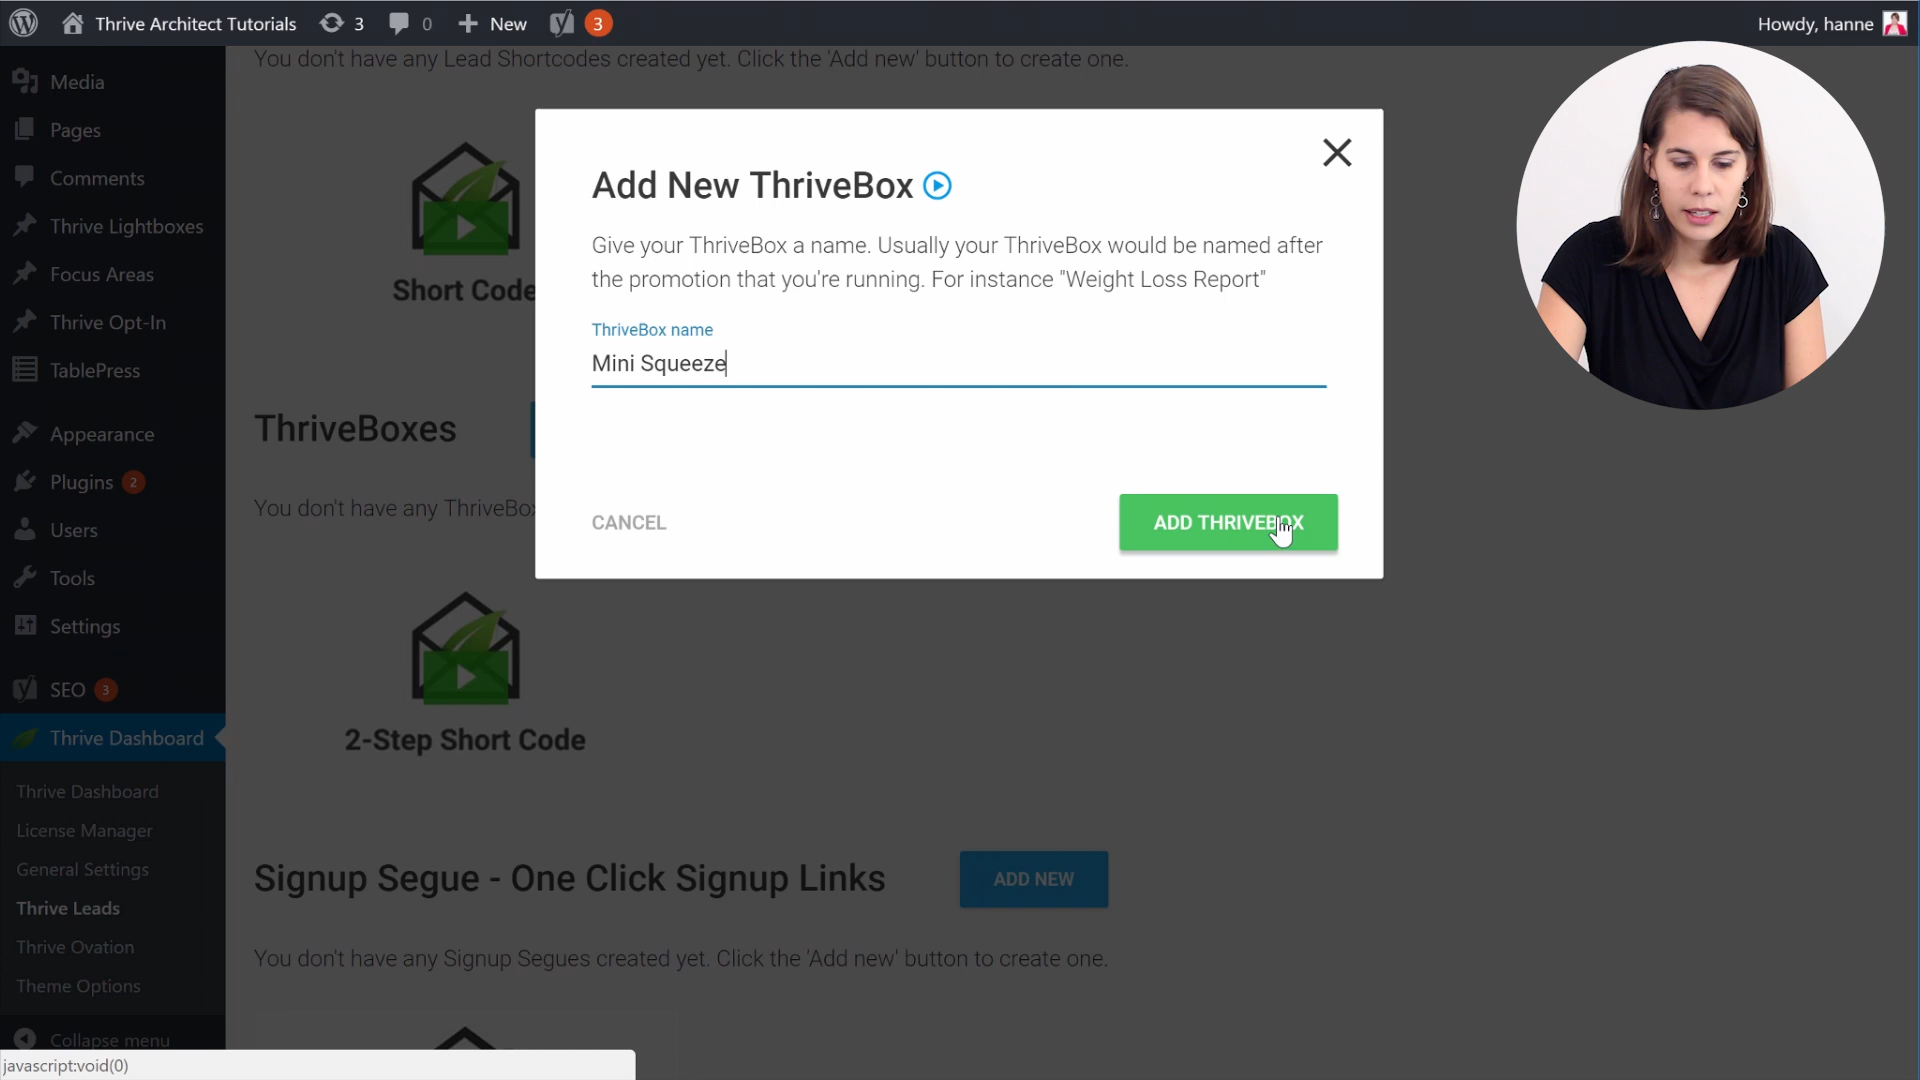 Thrive Architect Tutorials 3 0 New 3 Howdy, hanne
Media
Pages
Comments
Thrive Lightboxes
Focus Areas
Thrive Opt-In
TablePress
Appearance
Plugins 2
Users
Tools
Settings
SEO 3
Thrive Dashboard
Thrive Dashboard
License Manager
General Settings
Thrive Leads
Thrive Ovation
Theme Options
Collapse menu
javascript:void(0)
You don't have any Lead Shortcodes created yet. Click the 'Add new' button to create one.
Short Code
ThriveBoxes
You don't have any ThriveBox
2-Step Short Code
Signup Segue - One Click Signup Links
ADD NEW
You don't have any Signup Segues created yet. Click the 'Add new' button to create one.
Add New ThriveBox
Give your ThriveBox a name. Usually your ThriveBox would be named after
the promotion that you're running. For instance "Weight Loss Report"
ThriveBox name
Mini Squeeze
CANCEL
ADD THRIVEBOX